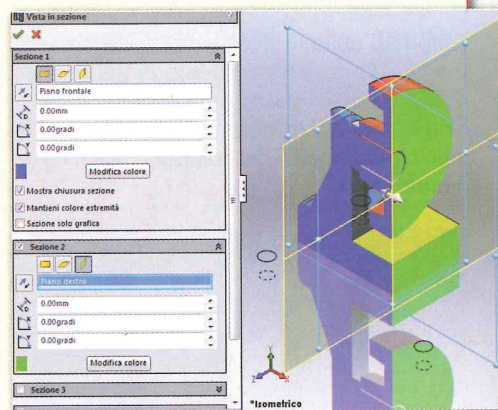 Vista in sezione
?
Sezione 1
Piano frontale
0.00mm
0.00gradi
0.00gradi
Modifica colore
Mostra chiusura sezione
Mantieni colore estremità
Sezione solo grafica
Sezione 2
Piano destro
0.00mm
0.00gradi
0.00gradi
Modifica colore
Sezione 3
Y
Z X
*Isometrico